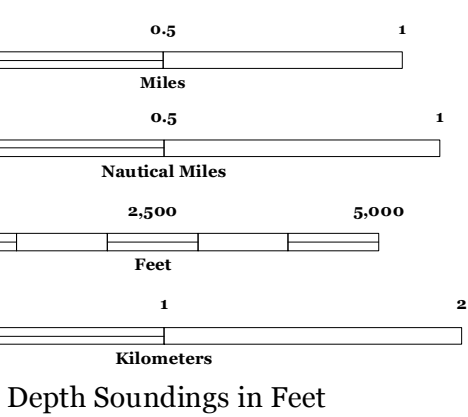 0.5 1
Miles
0.5 1
Nautical Miles
2,500 5,000
Feet
1 2
Kilometers
Depth Soundings in Feet